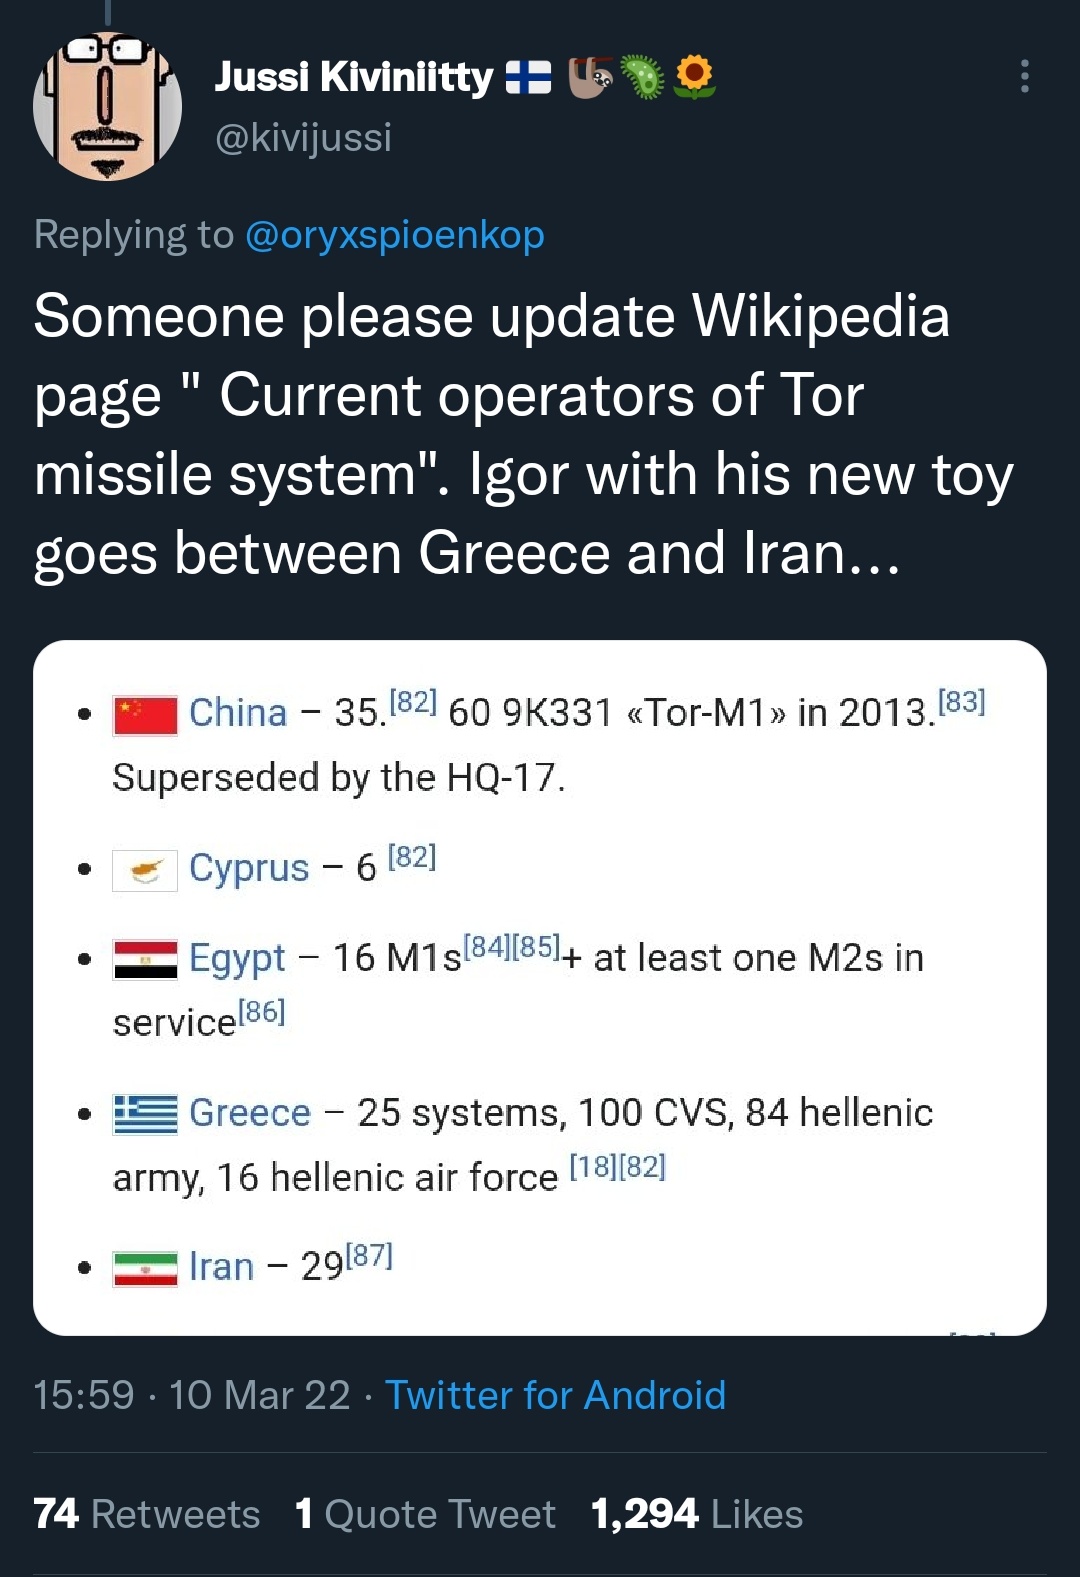 Jussi Kiviniitty 🇫🇮 🦥🦠🌻
@kivijussi
Replying to @oryxspioenkop
Someone please update Wikipedia
page " Current operators of Tor
missile system". Igor with his new toy
goes between Greece and Iran...
• China – 35.[82] 60 9K331 «Tor-M1» in 2013.[83]
Superseded by the HQ-17.
• Cyprus – 6 [82]
• Egypt – 16 M1s[84][85]+ at least one M2s in
service[86]
• Greece – 25 systems, 100 CVS, 84 hellenic
army, 16 hellenic air force [18][82]
• Iran – 29[87]
15:59 · 10 Mar 22 · Twitter for Android
74 Retweets 1 Quote Tweet 1,294 Likes